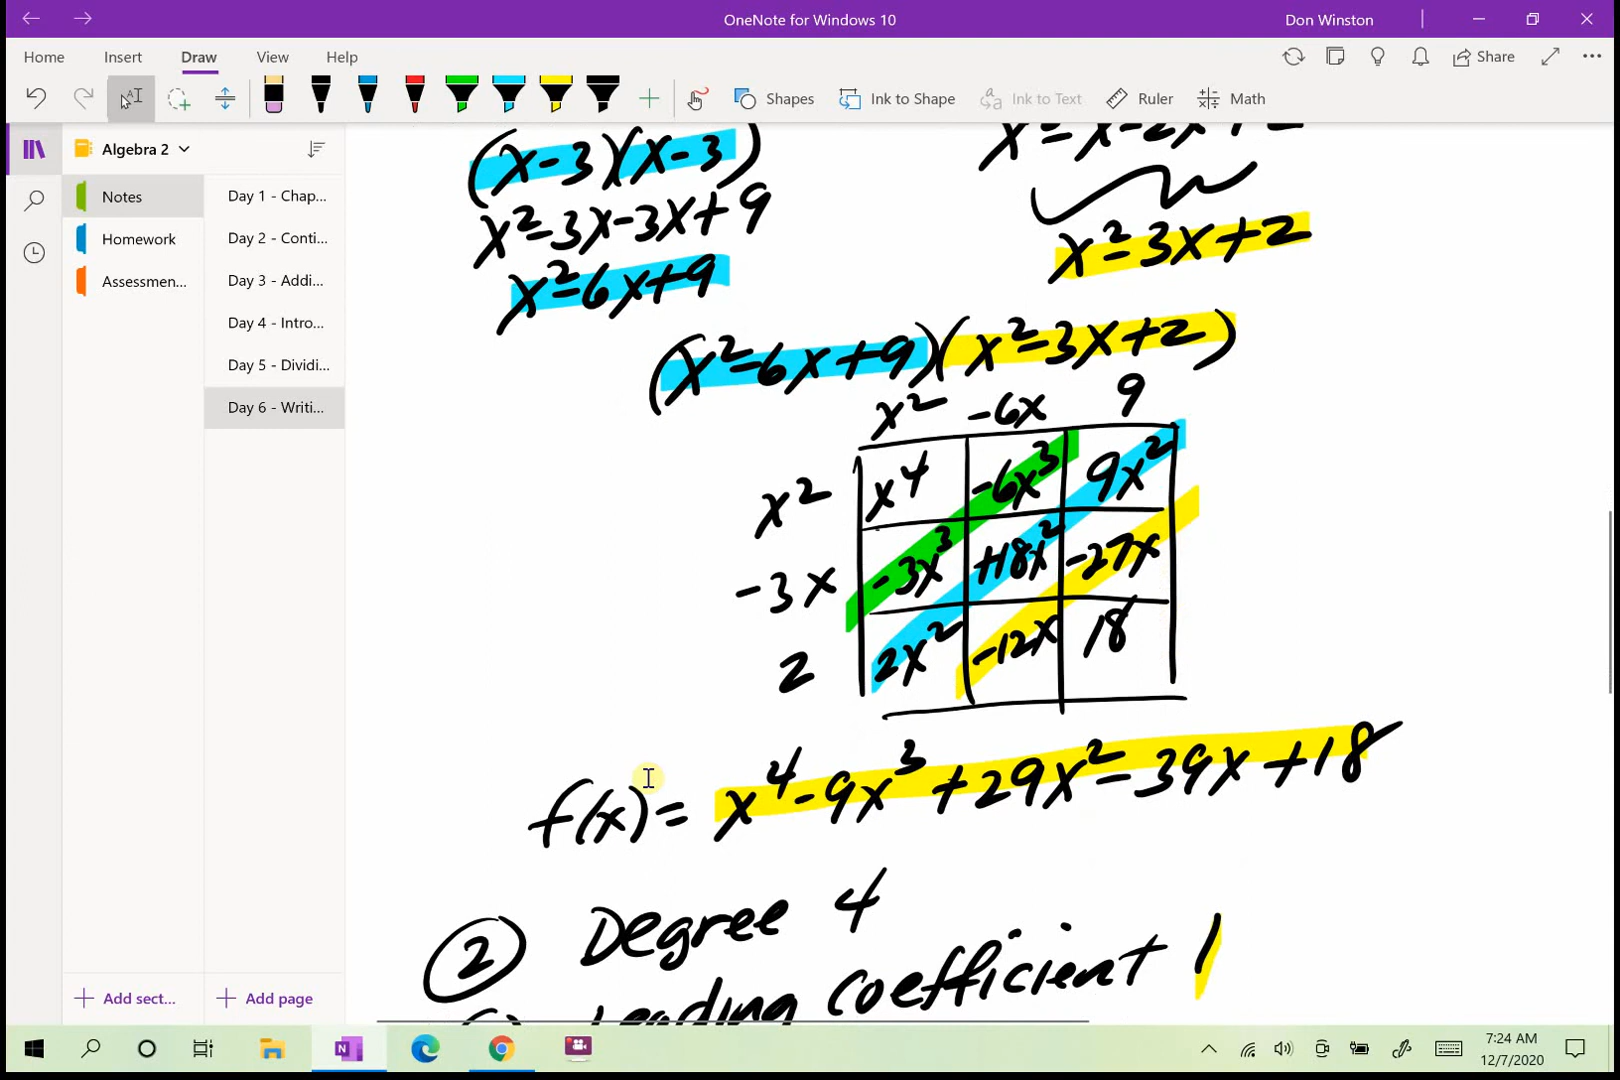 OneNote for Windows 10
Don Winston
Home Insert Draw View Help
Share
Shapes Ink to Shape Ink to Text Ruler Math
Algebra 2
Notes
Homework
Assessmen...
Day 1 - Chap...
Day 2 - Conti...
Day 3 - Addi...
Day 4 - Intro...
Day 5 - Dividi...
Day 6 - Writi...
Add sect...
Add page
(x-3)(x-3)
x²-3x-3x+9
x²-6x+9
x²-3x+2
(x²-6x+9)(x²-3x+2)
x² -6x 9
x² x⁴ -6x³ 9x²
-3x -3x³ +18x² -27x
2 2x² -12x 18
f(x)= x⁴-9x³+29x²-39x+18
② Degree 4
Leading coefficient 1
7:24 AM
12/7/2020